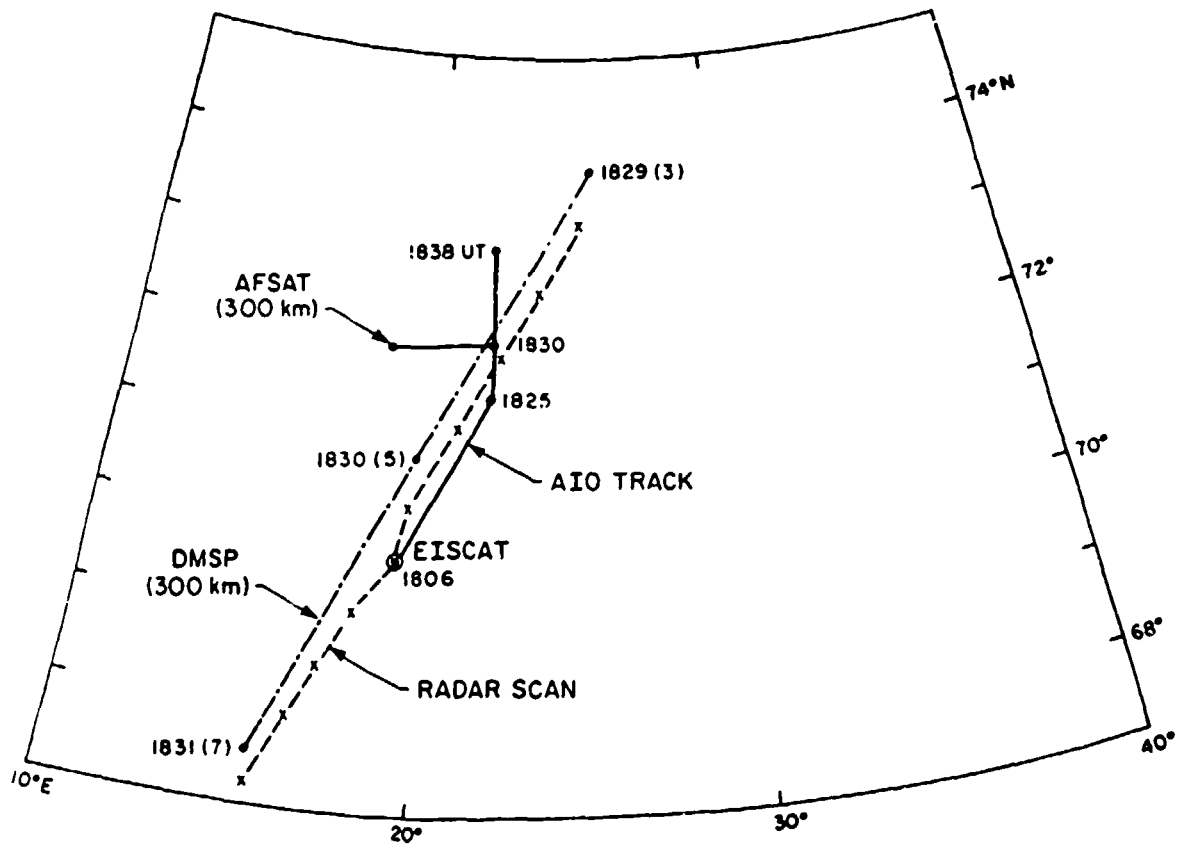 74°N
1829 (3)
1838 UT
72°
AFSAT
(300 km)
1830
1825
1830 (5)
70°
AIO TRACK
EISCAT
1806
DMSP
(300 km)
68°
RADAR SCAN
1831 (7)
40°
10°E
20°
30°